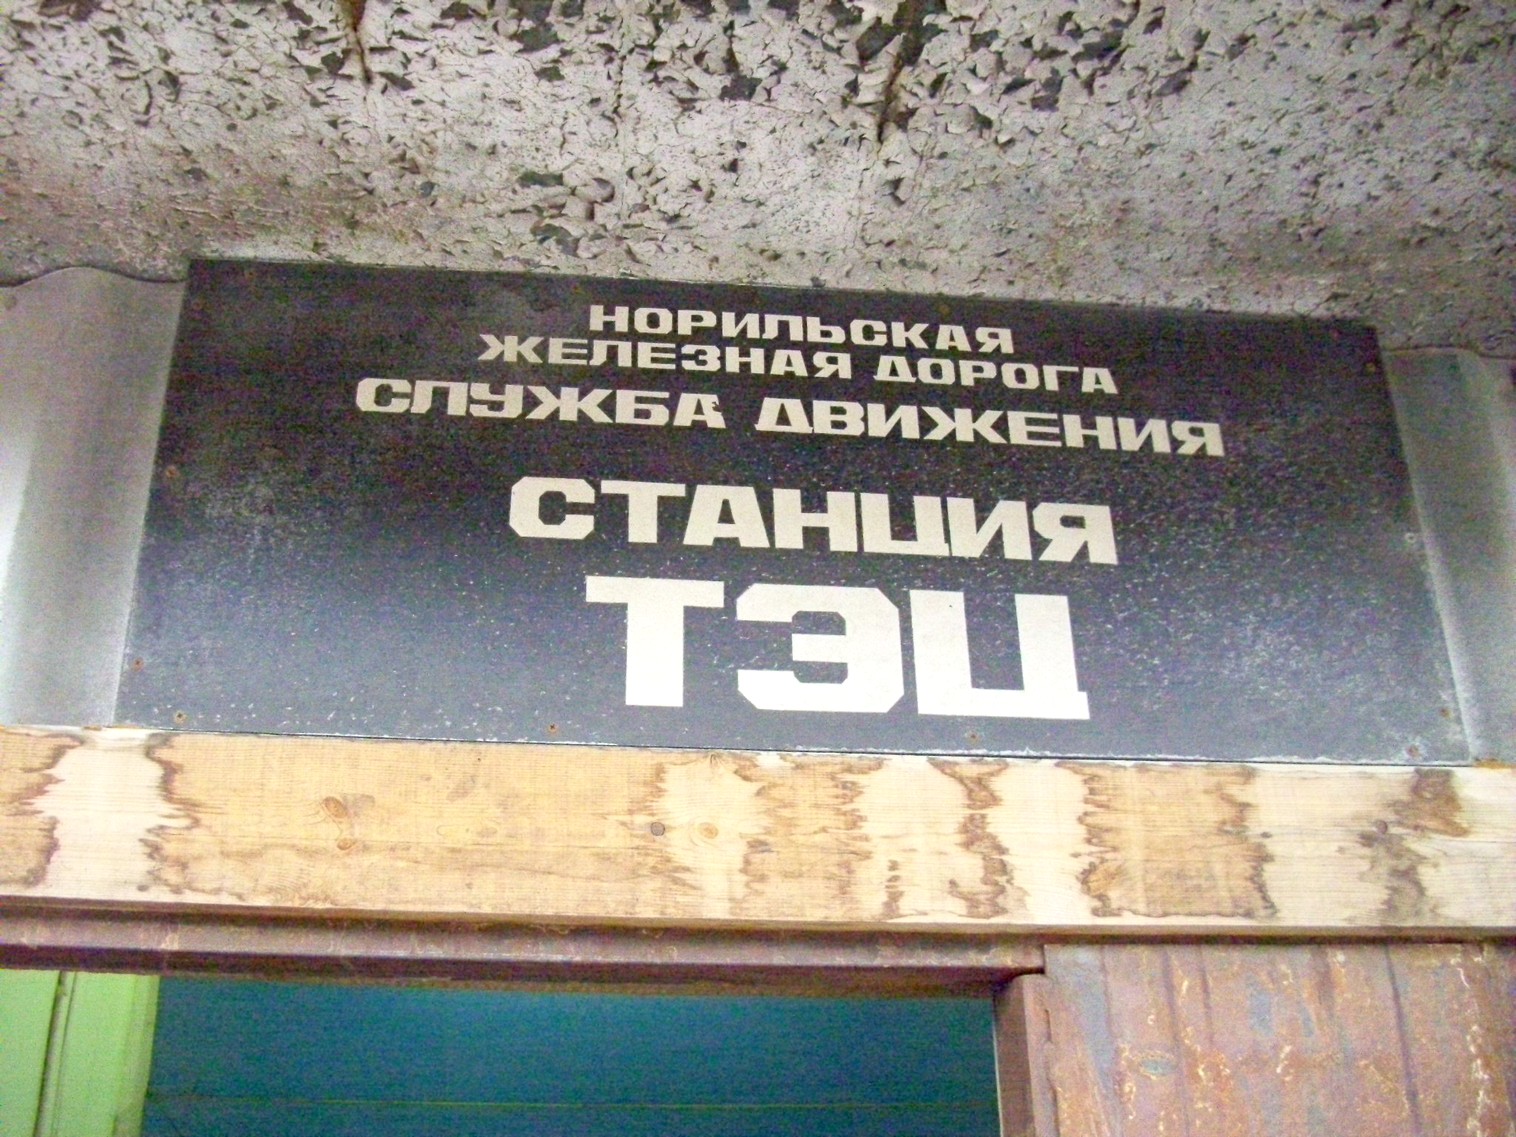 НОРИЛЬСКАЯ
ЖЕЛЕЗНАЯ ДОРОГА
СЛУЖБА ДВИЖЕНИЯ
СТАНЦИЯ
ТЭЦ